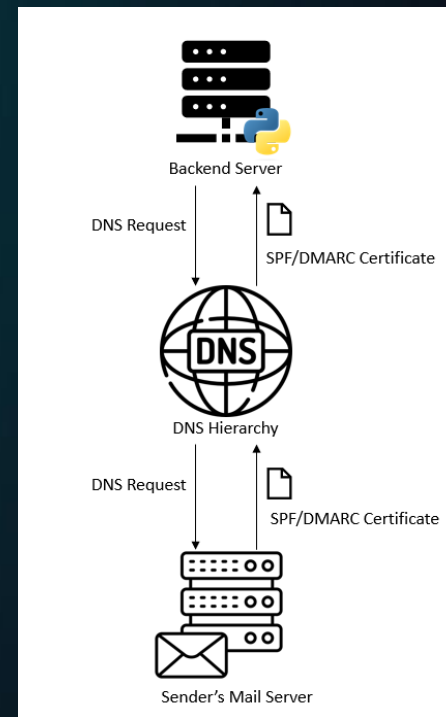 Backend Server
DNS Request
SPF/DMARC Certificate
DNS
DNS Hierarchy
DNS Request
SPF/DMARC Certificate
Sender's Mail Server